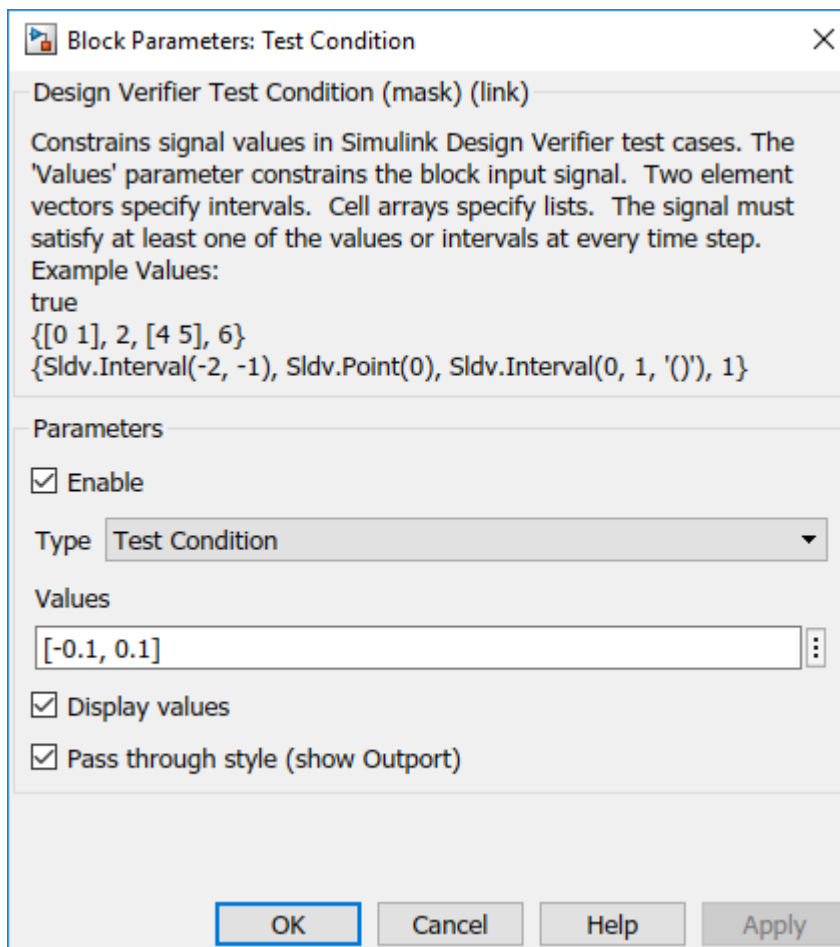 Block Parameters: Test Condition
Design Verifier Test Condition (mask) (link)
Constrains signal values in Simulink Design Verifier test cases. The
'Values' parameter constrains the block input signal.  Two element
vectors specify intervals.  Cell arrays specify lists.  The signal must
satisfy at least one of the values or intervals at every time step.
Example Values:
true
{[0 1], 2, [4 5], 6}
{Sldv.Interval(-2, -1), Sldv.Point(0), Sldv.Interval(0, 1, '()'), 1}
Parameters
Enable
Type Test Condition
Values
[-0.1, 0.1]
Display values
Pass through style (show Outport)
OK Cancel Help Apply